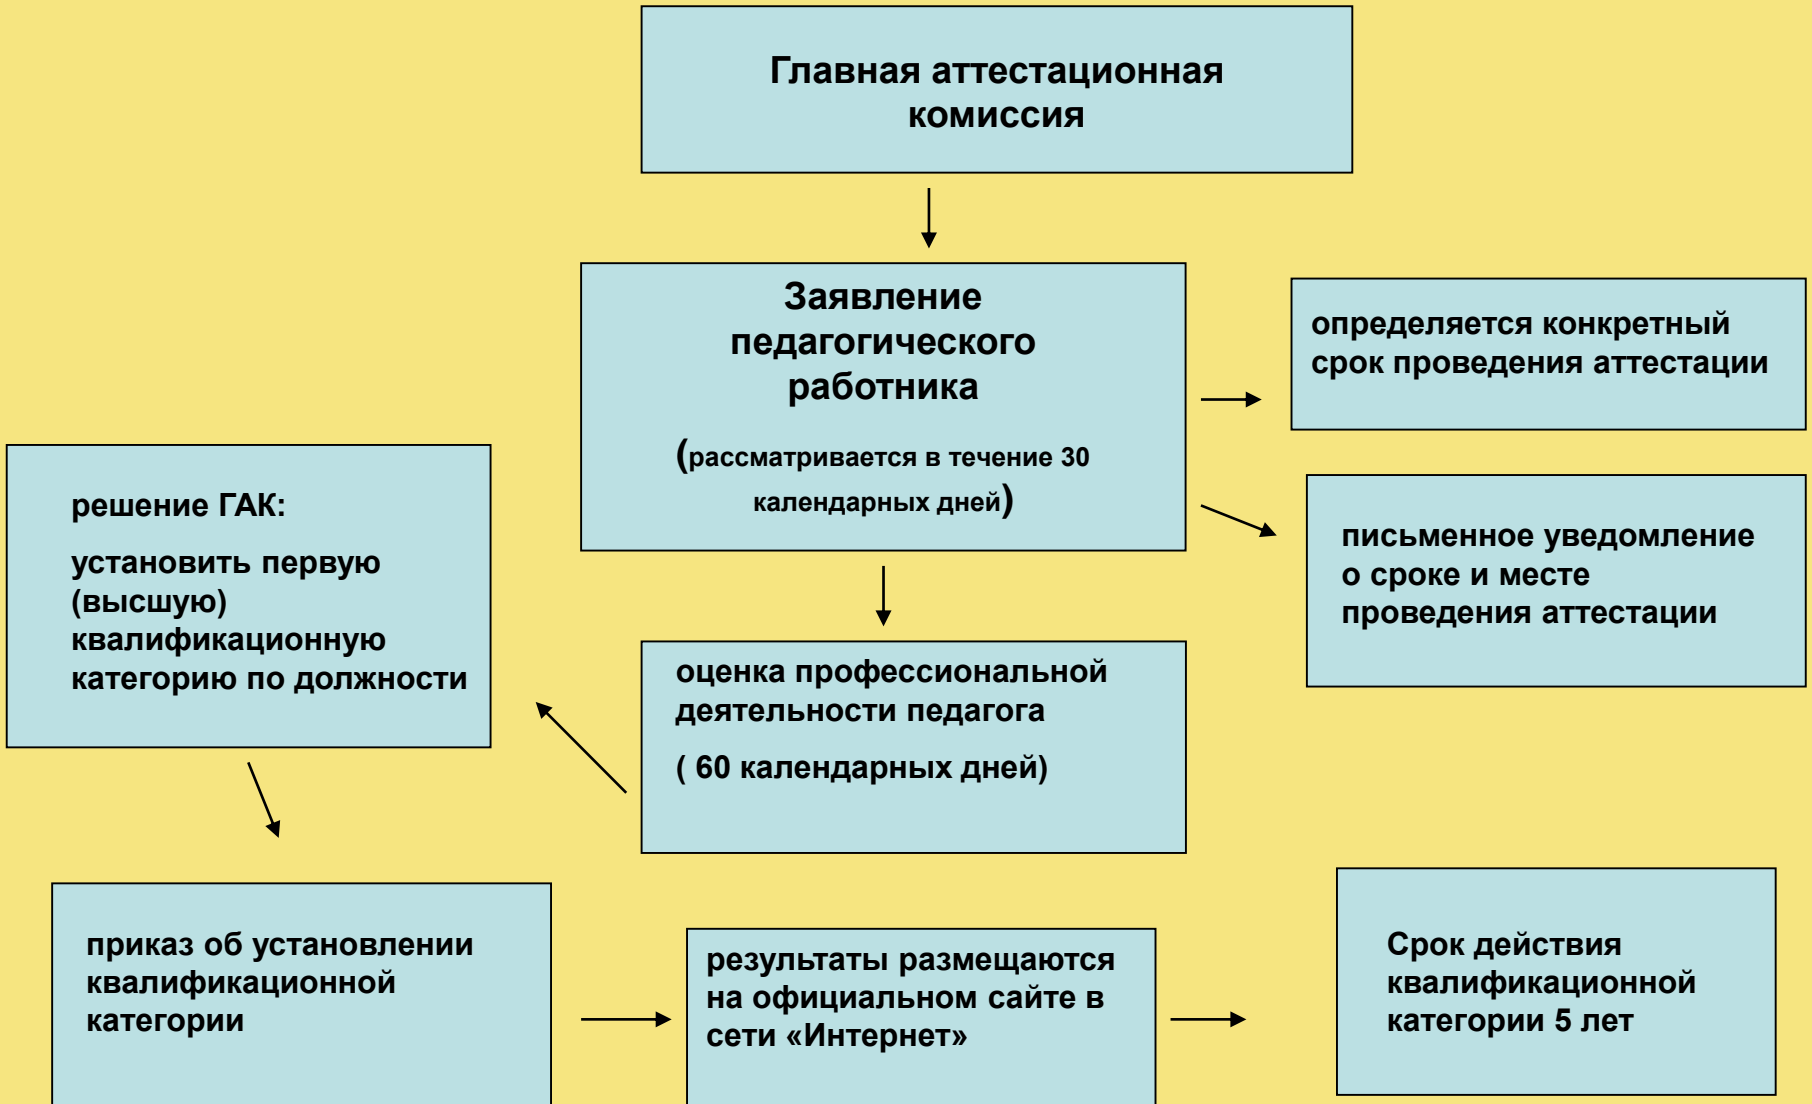 Главная аттестационная
комиссия
Заявление
педагогического
работника
(рассматривается в течение 30
календарных дней)
определяется конкретный
срок проведения аттестации
письменное уведомление
о сроке и месте
проведения аттестации
оценка профессиональной
деятельности педагога
( 60 календарных дней)
решение ГАК:
установить первую
(высшую)
квалификационную
категорию по должности
приказ об установлении
квалификационной
категории
результаты размещаются
на официальном сайте в
сети «Интернет»
Срок действия
квалификационной
категории 5 лет